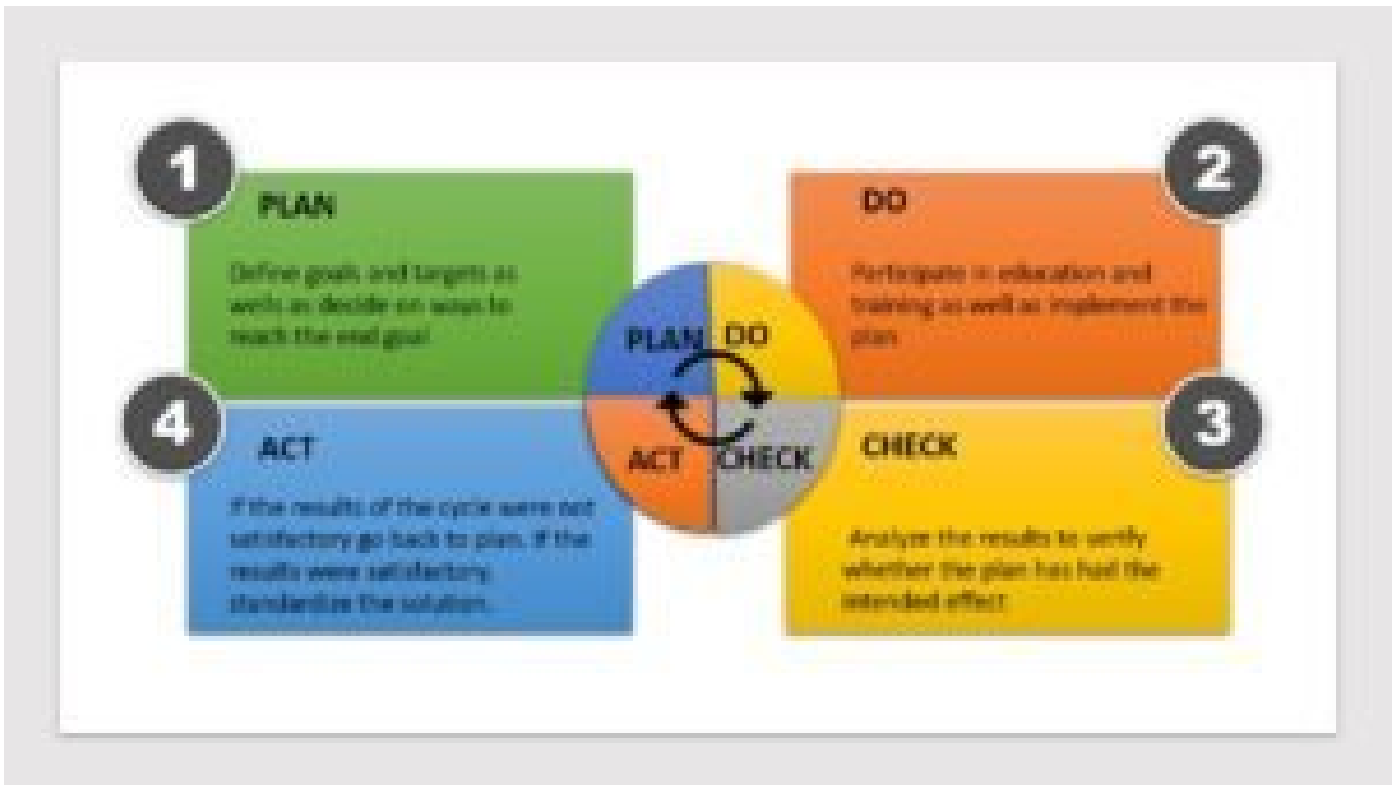 1
PLAN
Define goals and targets as
wells as decide on ways to
reach the end goal
2
DO
Participate in education and
training as well as implement the
plan
PLAN DO
ACT CHECK
4
ACT
If the results of the cycle were not
satisfactory go back to plan. If the
results were satisfactory,
standardize the solution.
3
CHECK
Analyze the results to verify
whether the plan has had the
intended effect